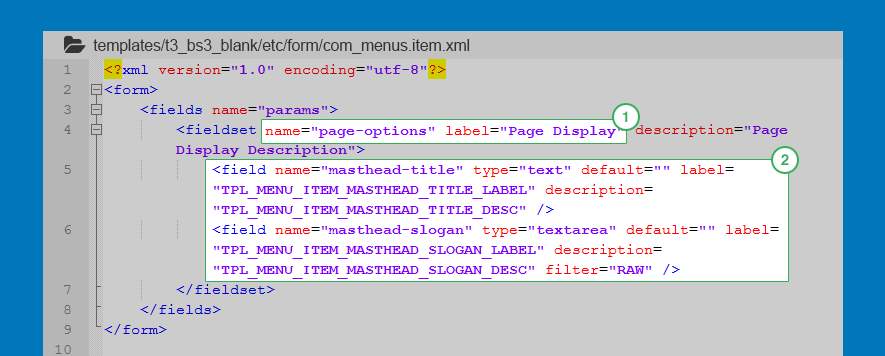 templates/t3_bs3_blank/etc/form/com_menus.item.xml
1 <?xml version="1.0" encoding="utf-8"?>
2 <form>
3 <fields name="params">
1
4 <fieldset name="page-options" label="Page Display" description="Page
Display Description">
2
5 <field name="masthead-title" type="text" default="" label=
"TPL_MENU_ITEM_MASTHEAD_TITLE_LABEL" description=
"TPL_MENU_ITEM_MASTHEAD_TITLE_DESC" />
6 <field name="masthead-slogan" type="textarea" default="" label=
"TPL_MENU_ITEM_MASTHEAD_SLOGAN_LABEL" description=
"TPL_MENU_ITEM_MASTHEAD_SLOGAN_DESC" filter="RAW" />
7 </fieldset>
8 </fields>
9 </form>
10